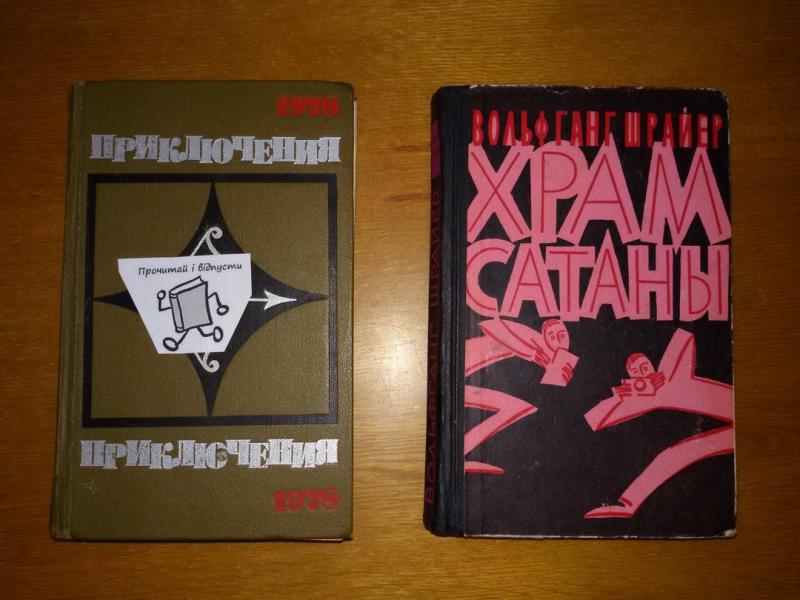 1978
ПРИКЛЮЧЕНИЯ
Прочитай і відпусти
ПРИКЛЮЧЕНИЯ
1978
ВОЛЬФГАНГ ШРАЙЕР
ХРАМ
САТАНЫ
ВОЛЬФГАНГ ШРАЙЕР